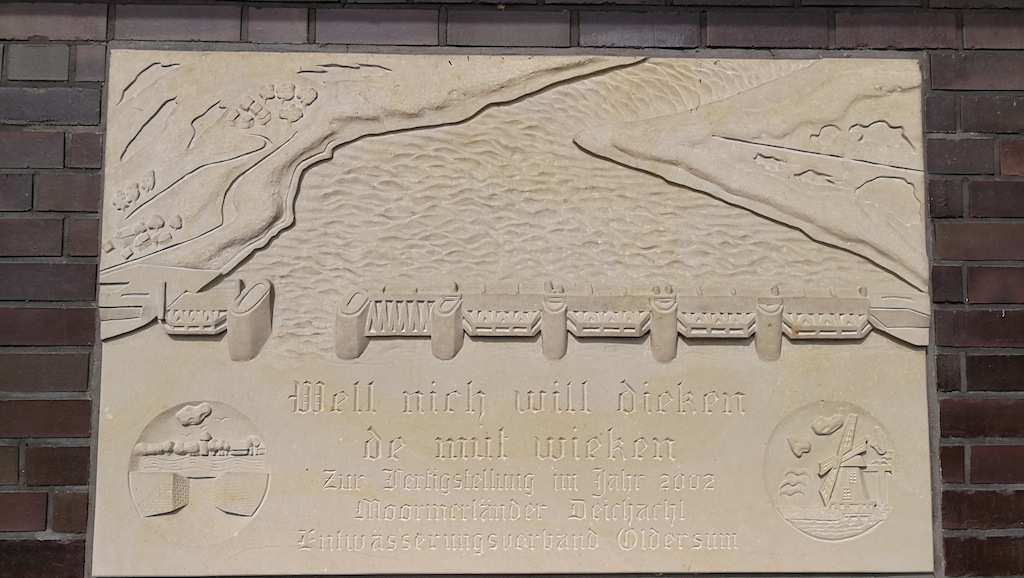 Well nich will dieken
de mut wieken
Zur Fertigstellung im Jahr 2002
Moormerländer Deichacht
Entwässerungsverband Oldersum